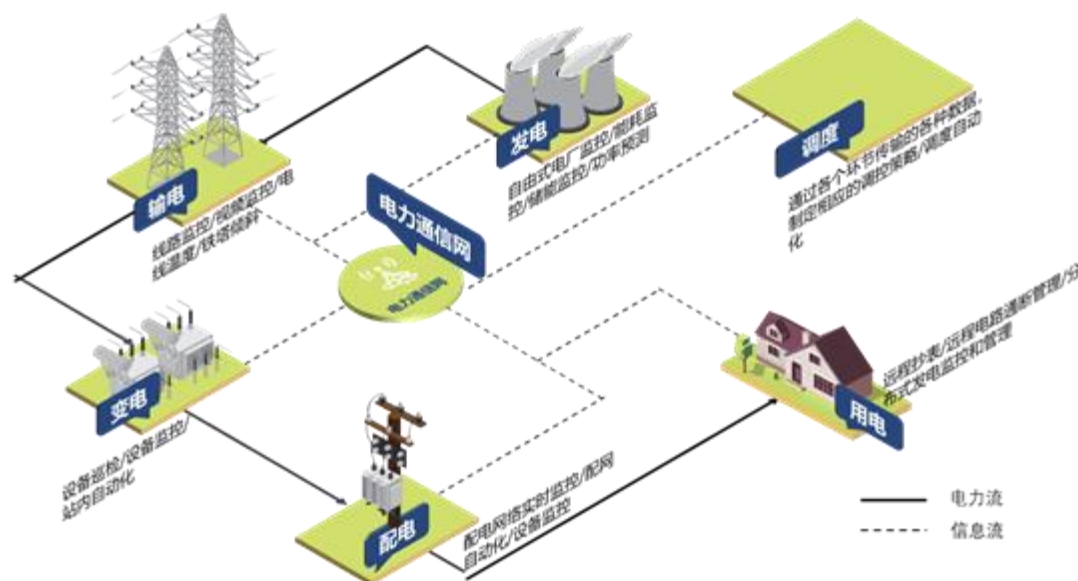 发电
自由式电厂监控/能耗监
控/储能监控/功率预测
调度
通过各个环节传输的各种数据,
制定相应的调控策略/调度自动
化
输电
线路监控/视能监控/电
线温度/铁塔倾斜
电力通信网
电力通信网
变电
设备巡检/设备监控/
站内自动化
用电
远程抄表/远程电路通断管理/分
布式发电监控和管理
配电
配电网络实时监控/配网
自动化/设备监控
电力流
信息流